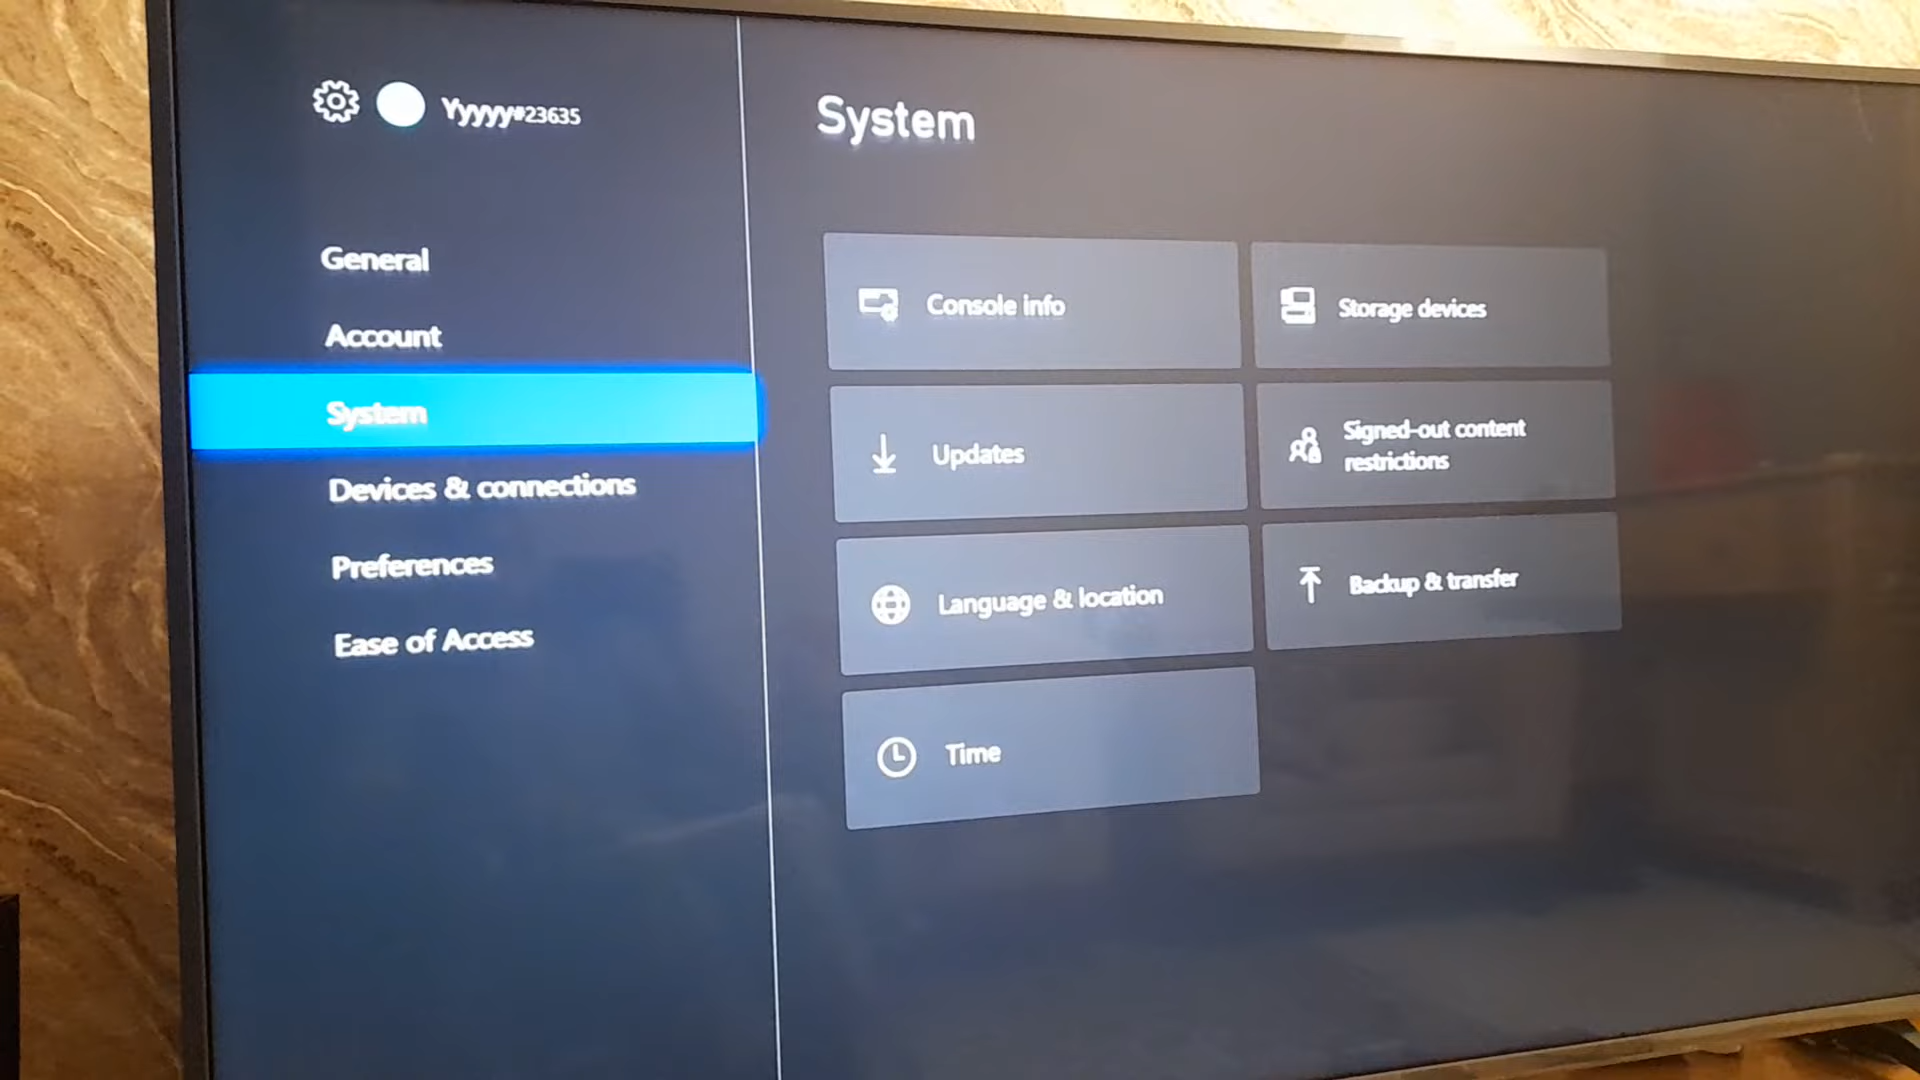 Yyyyy#23635
General
Account
System
Devices & connections
Preferences
Ease of Access
System
Console info
Storage devices
Updates
Signed-out content
restrictions
Language & location
Backup & transfer
Time